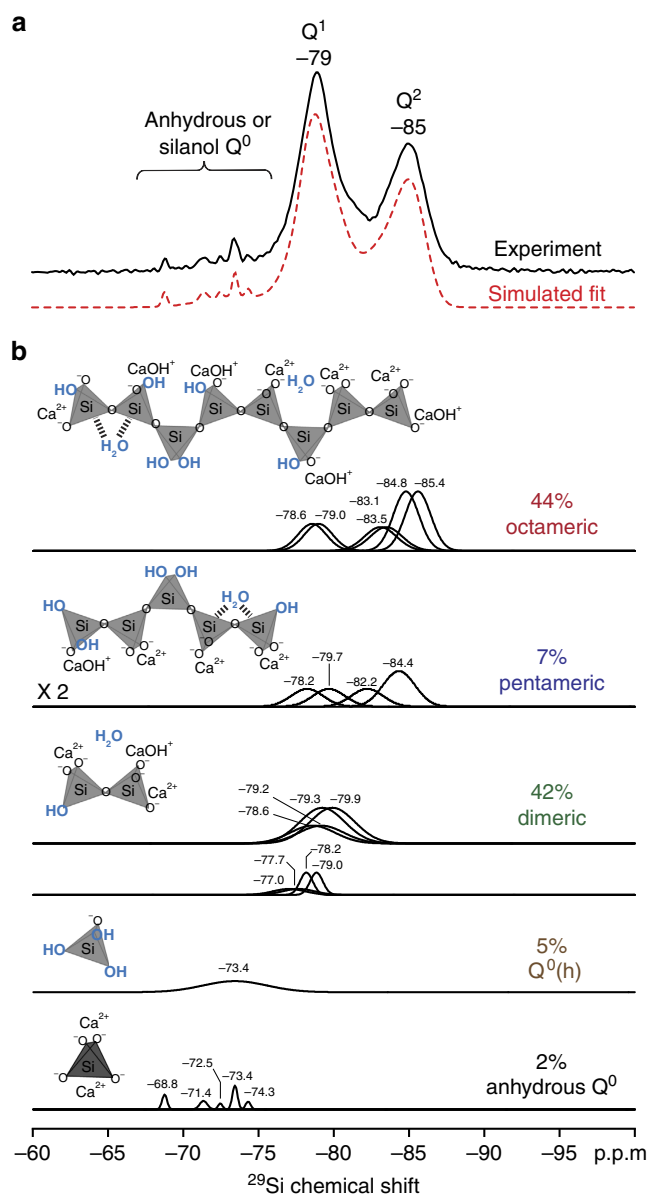 a
Q¹
−79
Q²
−85
Anhydrous or
silanol Q⁰
Experiment
Simulated fit
b
CaOH⁺ CaOH⁺ Ca²⁺ Ca²⁺ Ca²⁺
HO ⁻O ⁻O OH HO ⁻O ⁻O H₂O ⁻O O⁻ ⁻O O⁻
Ca²⁺ Si Si Si Si Si Si CaOH⁺
⁻O O O O O O O O O⁻
H₂O Si Si
HO OH HO O⁻
CaOH⁺
−84.8 −85.4
−83.1
−78.6 −79.0 −83.5
44%
octameric
HO OH
HO Si H₂O OH
O O
Si O Si Si O Si
OH ⁻O O⁻ O O⁻ ⁻O O⁻
CaOH⁺ Ca²⁺ Ca²⁺ Ca²⁺
X 2
−79.7 −84.4
−78.2 −82.2
7%
pentameric
H₂O
Ca²⁺ CaOH⁺
⁻O O⁻ O⁻
Si O Si O⁻ Ca²⁺
HO O⁻
−79.2 −79.3 −79.9
−78.6
42%
dimeric
−78.2
−77.7 −79.0
−77.0
⁻O
OH
HO Si
OH
−73.4
5%
Q⁰(h)
Ca²⁺
⁻O O⁻
Si
⁻O O⁻
Ca²⁺
−72.5 −73.4
−68.8 −71.4 −74.3
2%
anhydrous Q⁰
−60 −65 −70 −75 −80 −85 −90 −95 p.p.m
²⁹Si chemical shift